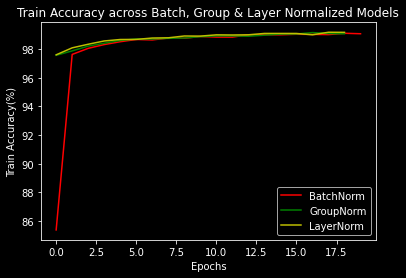 Train Accuracy across Batch, Group & Layer Normalized Models
98
96
94
92
90
88
86
Train Accuracy(%)
BatchNorm
GroupNorm
LayerNorm
0.0 2.5 5.0 7.5 10.0 12.5 15.0 17.5
Epochs